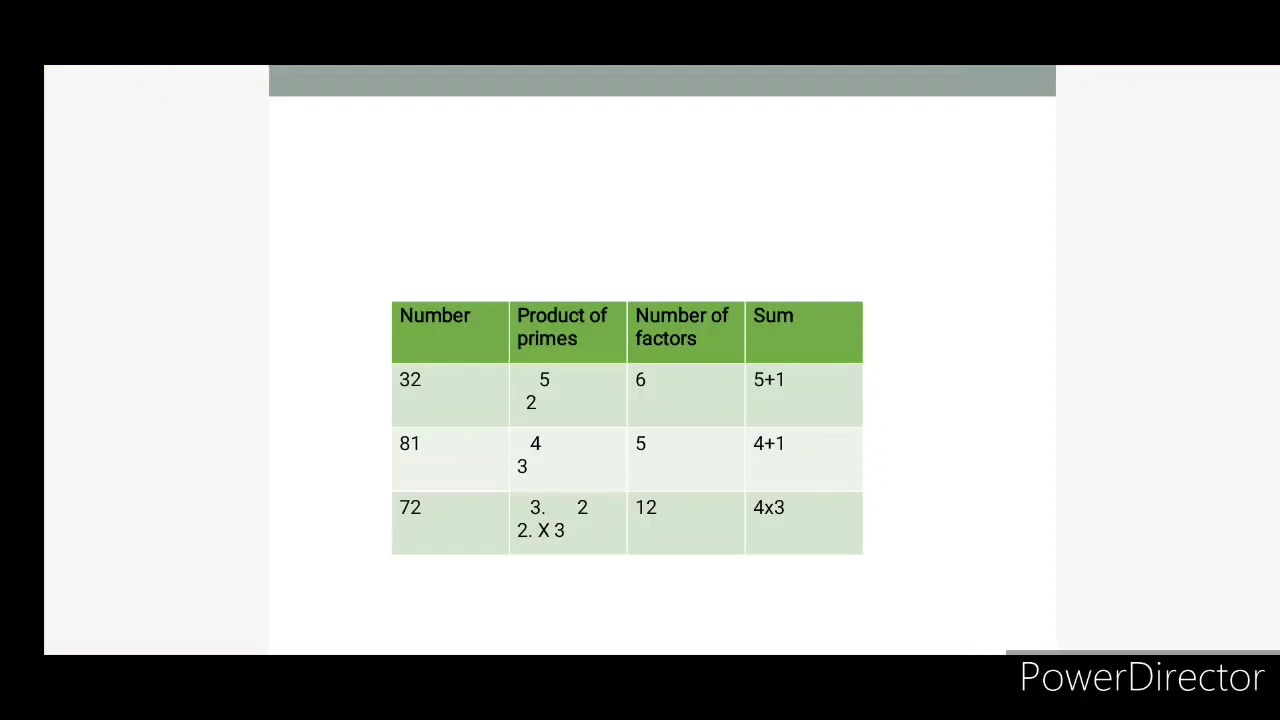 Number Product of primes Number of factors Sum
32 5 6 5+1
2
81 4 5 4+1
3
72 3. 2 12 4x3
2. X 3
PowerDirector